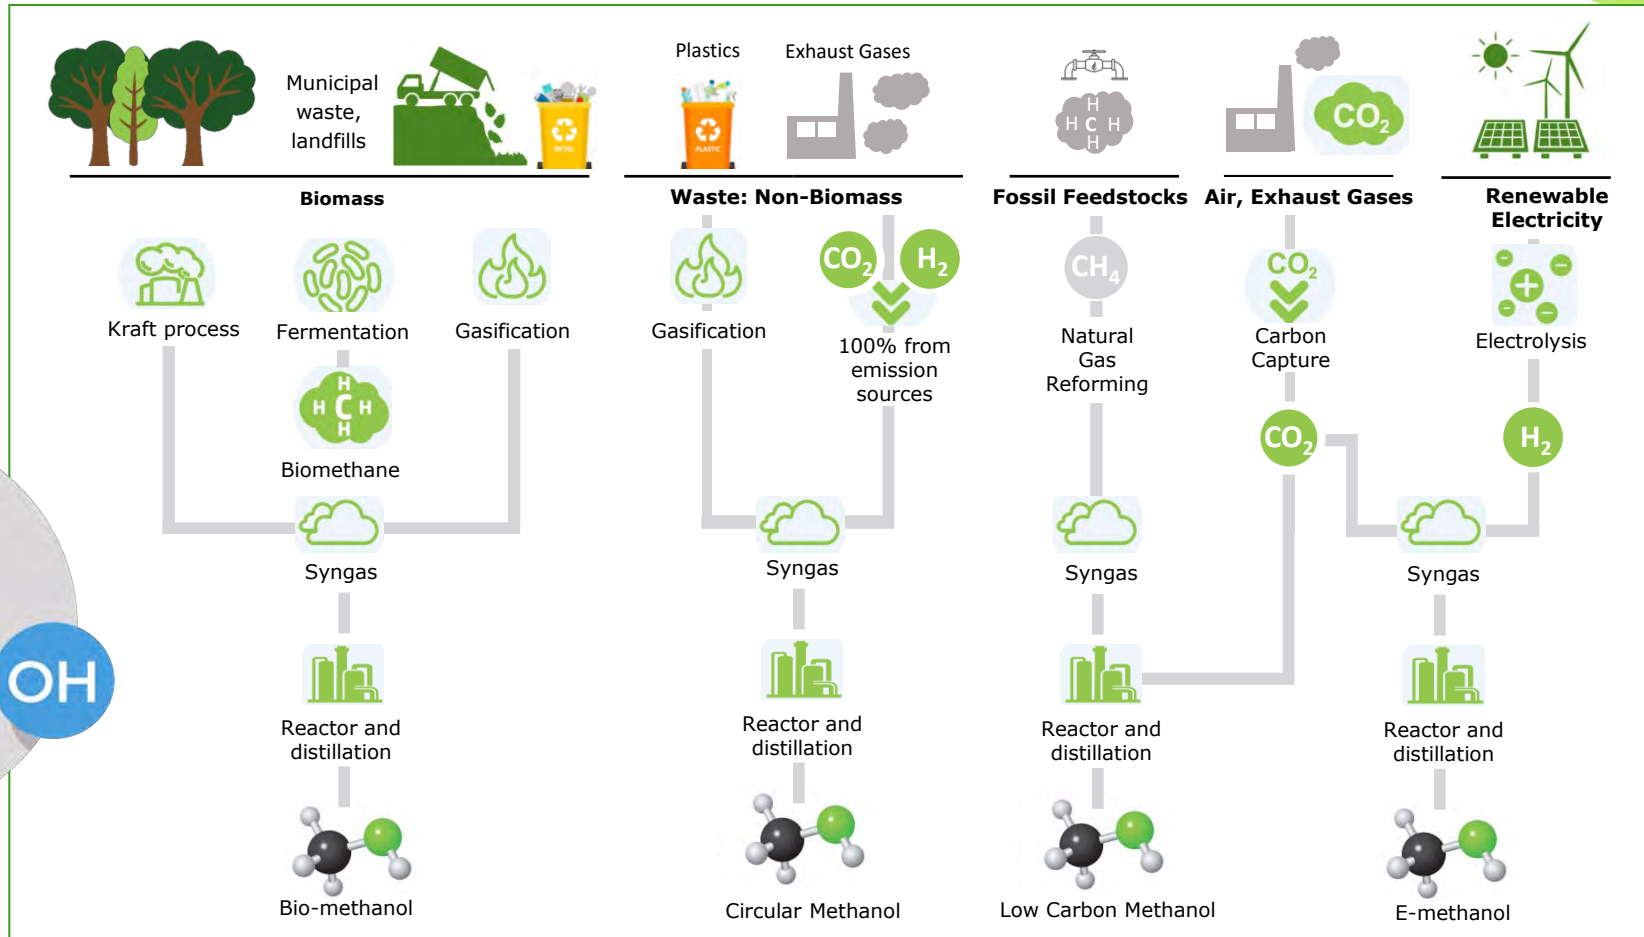 Municipal
waste,
landfills
METAL
Plastics
PLASTIC
Exhaust Gases
H
H C H
H
CO2
Biomass
Waste: Non-Biomass
Fossil Feedstocks
Air, Exhaust Gases
Renewable
Electricity
Kraft process
Fermentation
Gasification
H
H C H
H
Biomethane
Syngas
Reactor and
distillation
Bio-methanol
Gasification
CO2
H2
100% from
emission
sources
Syngas
Reactor and
distillation
Circular Methanol
CH4
Natural
Gas
Reforming
Syngas
Reactor and
distillation
Low Carbon Methanol
CO2
Carbon
Capture
CO2
Electrolysis
H2
Syngas
Reactor and
distillation
E-methanol
OH